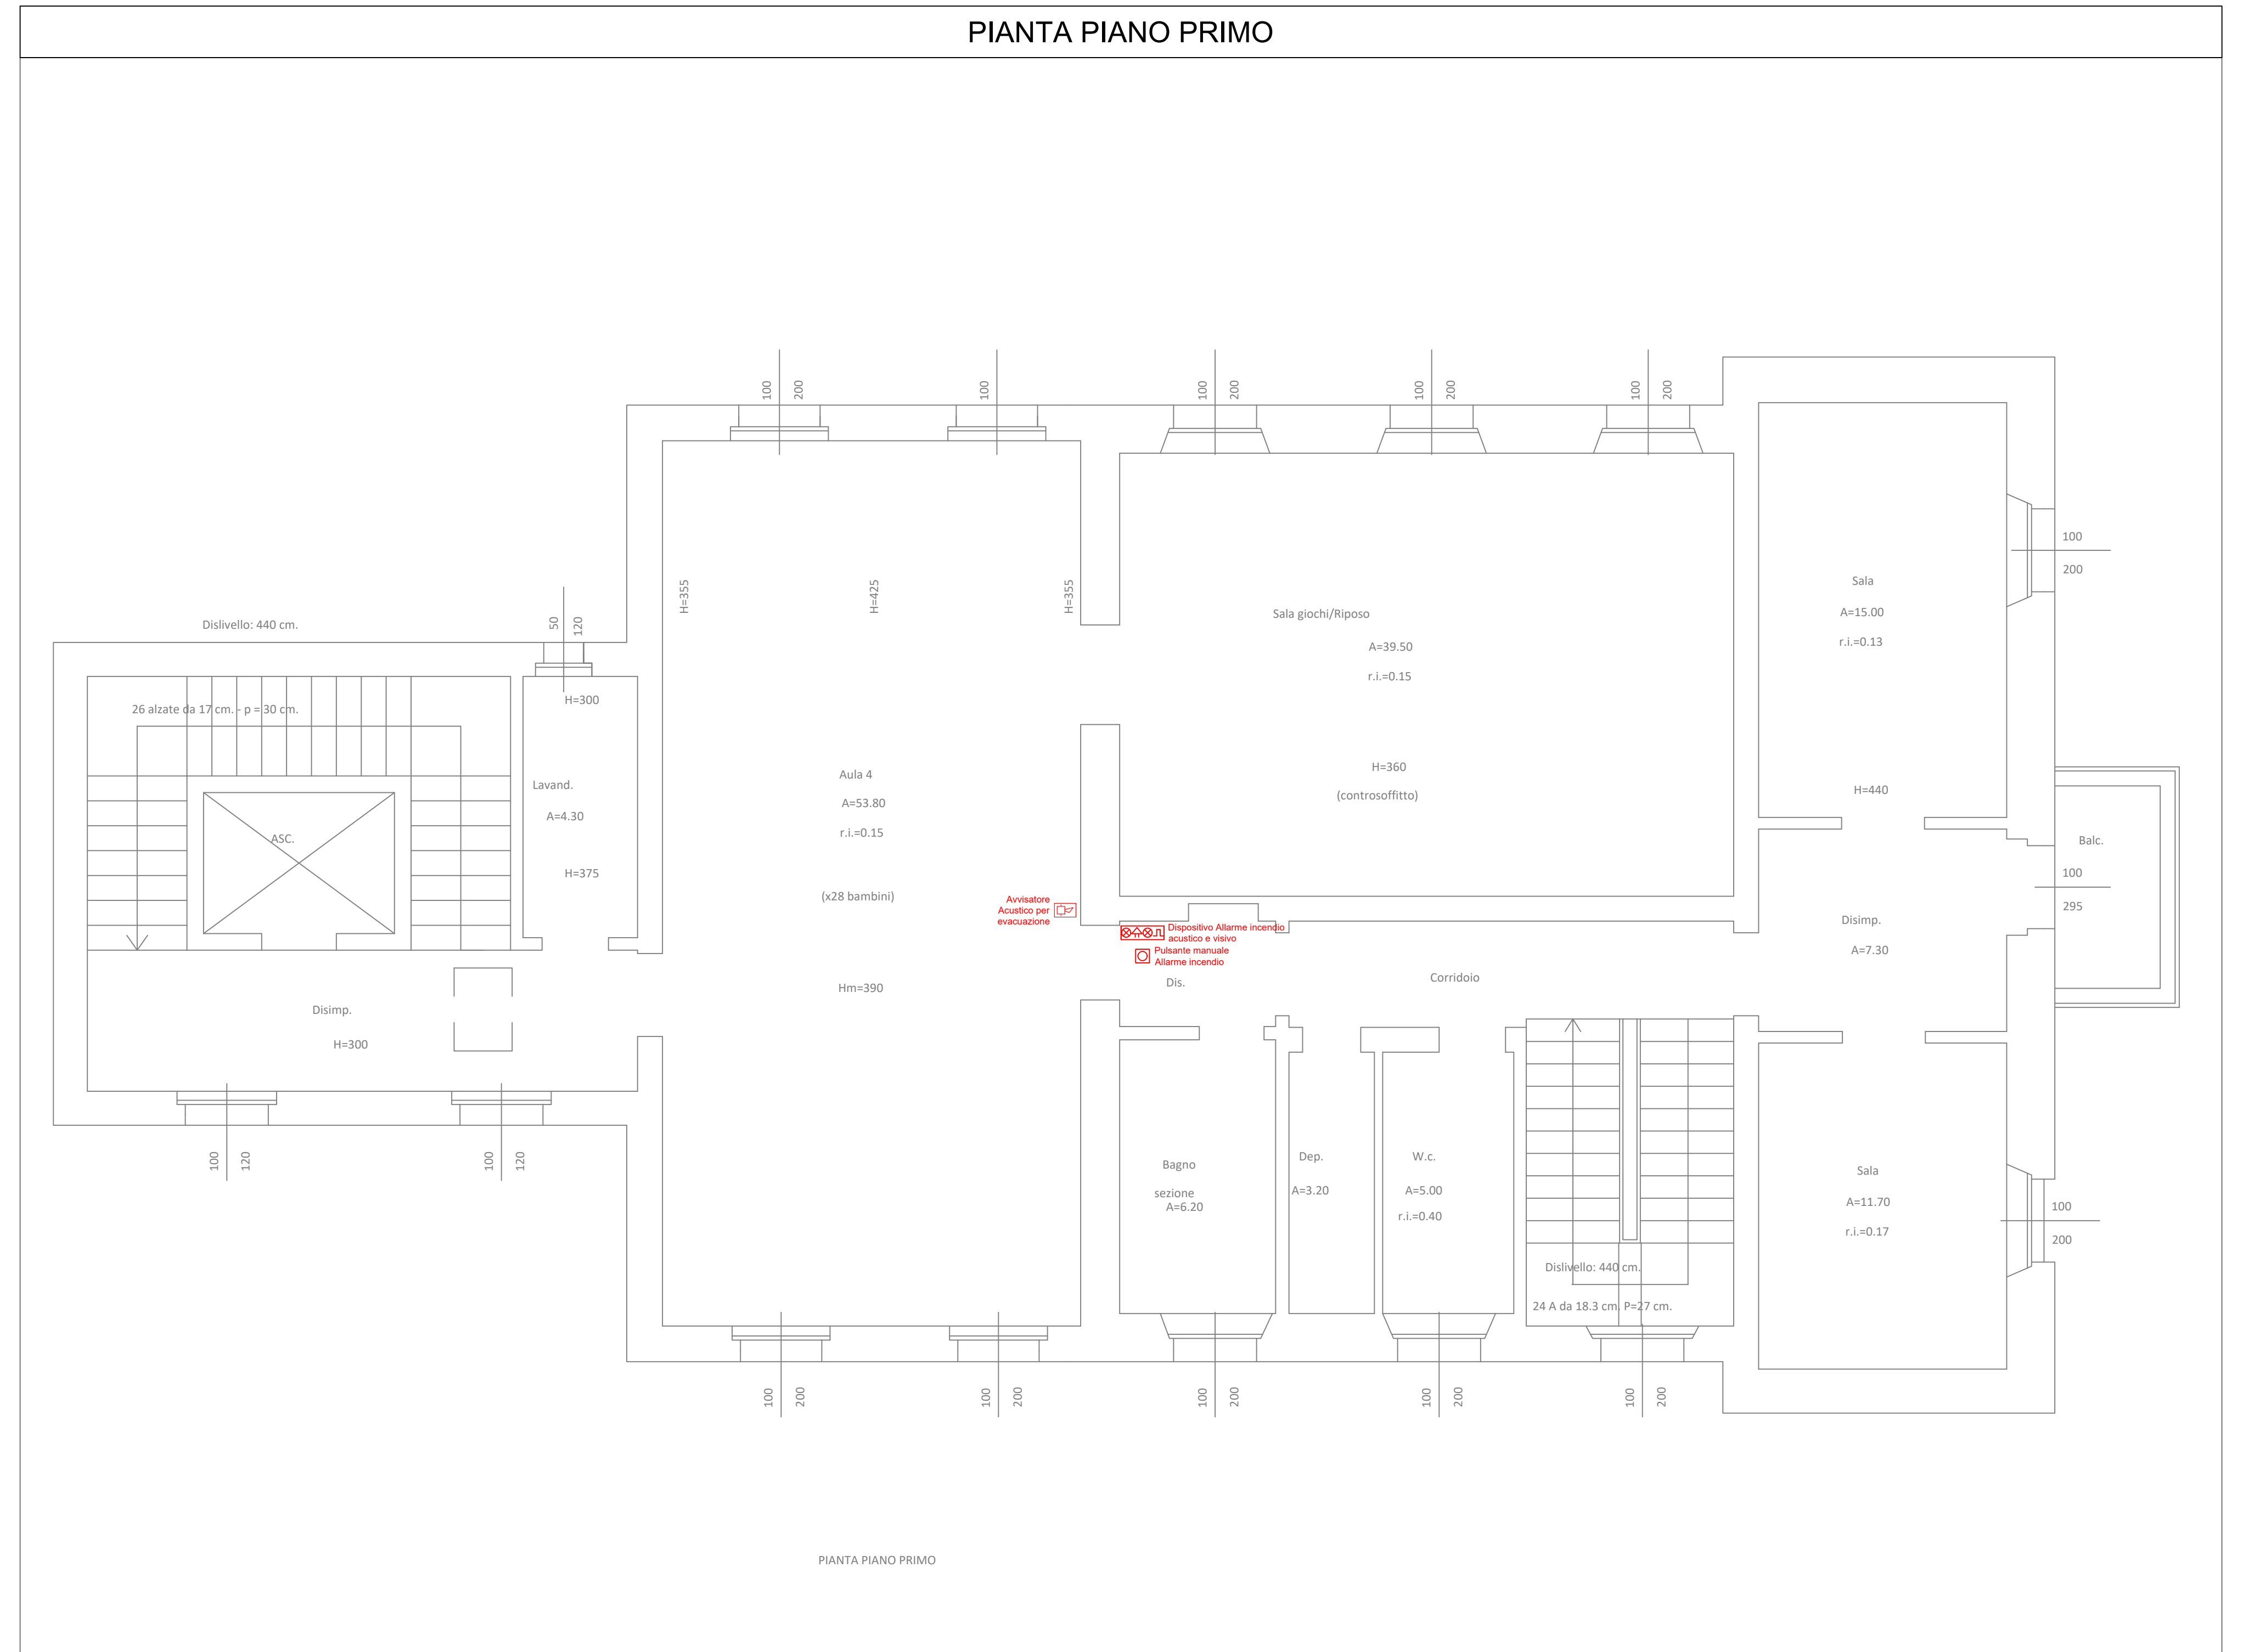 PIANTA PIANO PRIMO
100
200
100
100
200
100
200
100
200
100
200
H=355
H=425
H=355
Sala
A=15.00
r.i.=0.13
H=440
Sala giochi/Riposo
A=39.50
r.i.=0.15
H=360
(controsoffitto)
Dislivello: 440 cm.
50
120
26 alzate da 17 cm. - p = 30 cm.
H=300
Lavand.
A=4.30
H=375
ASC.
Aula 4
A=53.80
r.i.=0.15
(x28 bambini)
Hm=390
Balc.
100
295
Disimp.
A=7.30
Avvisatore
Acustico per
evacuazione
Dispositivo Allarme incendio
acustico e visivo
Pulsante manuale
Allarme incendio
Dis.
Corridoio
Disimp.
H=300
100
120
100
120
Bagno
sezione
A=6.20
Dep.
A=3.20
W.c.
A=5.00
r.i.=0.40
Dislivello: 440 cm.
24 A da 18.3 cm. P=27 cm.
Sala
A=11.70
r.i.=0.17
100
200
100
200
100
200
100
200
100
200
100
200
PIANTA PIANO PRIMO